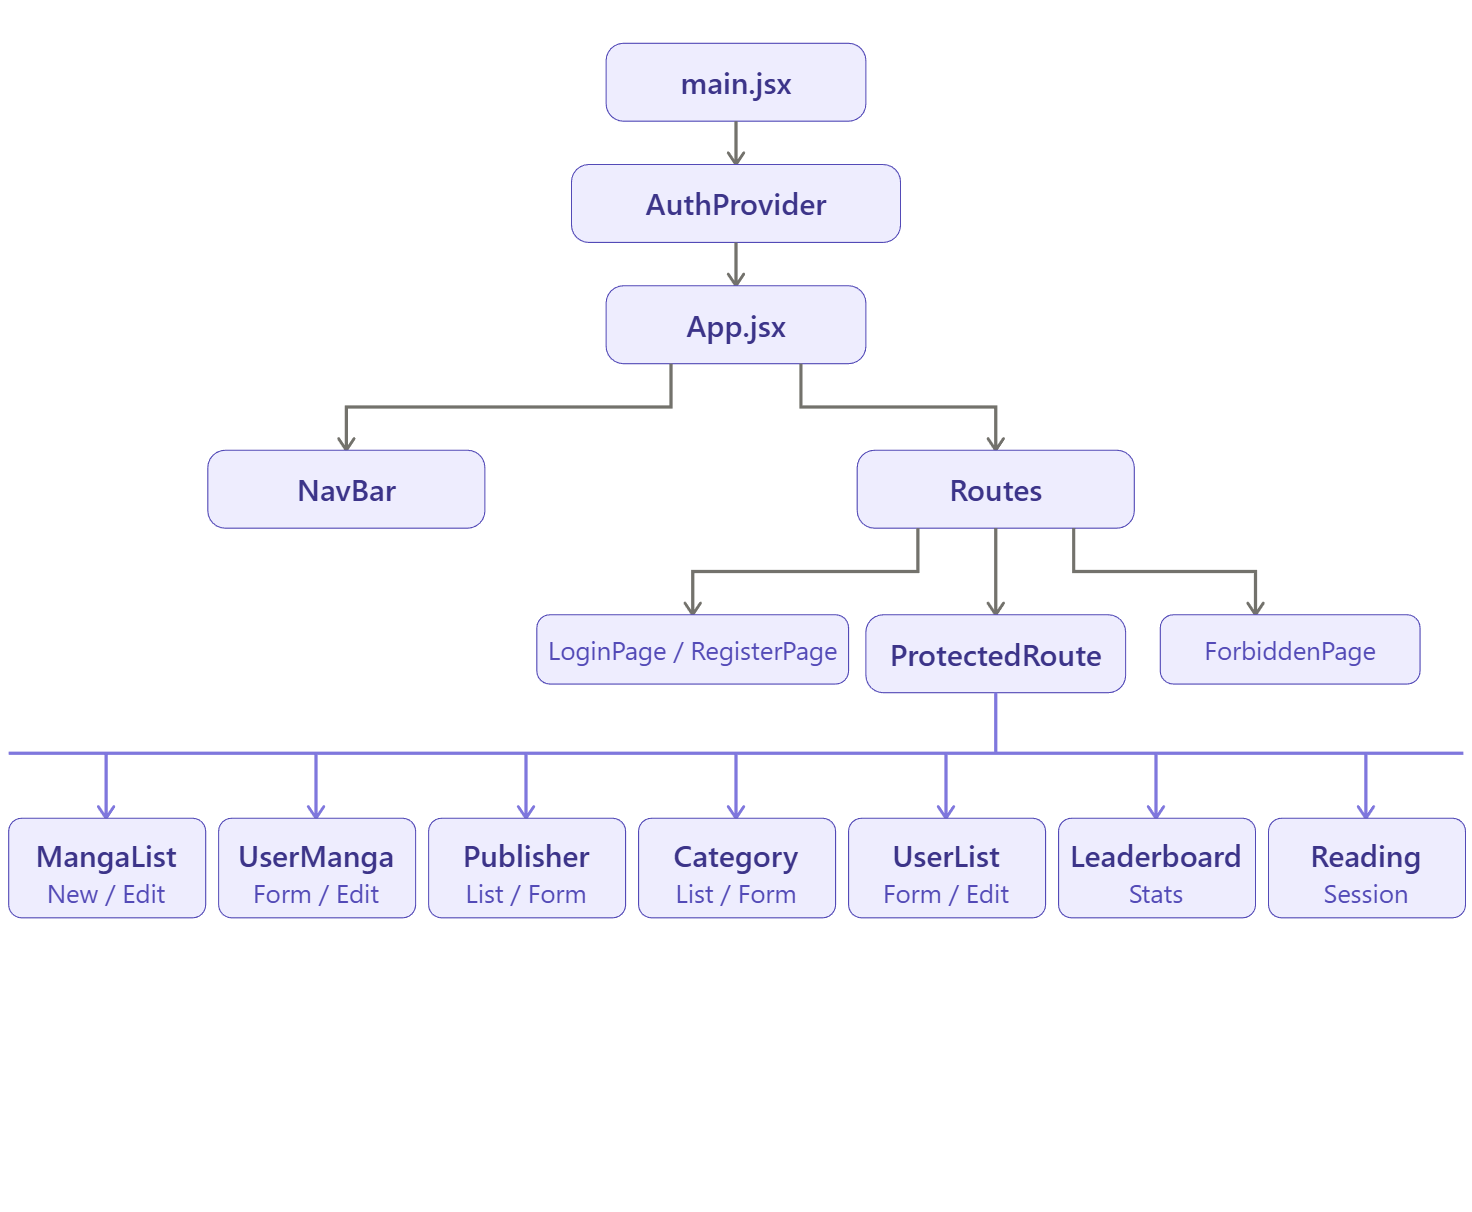 main.jsx
AuthProvider
App.jsx
NavBar
Routes
LoginPage / RegisterPage
ProtectedRoute
ForbiddenPage
MangaList
New / Edit
UserManga
Form / Edit
Publisher
List / Form
Category
List / Form
UserList
Form / Edit
Leaderboard
Stats
Reading
Session